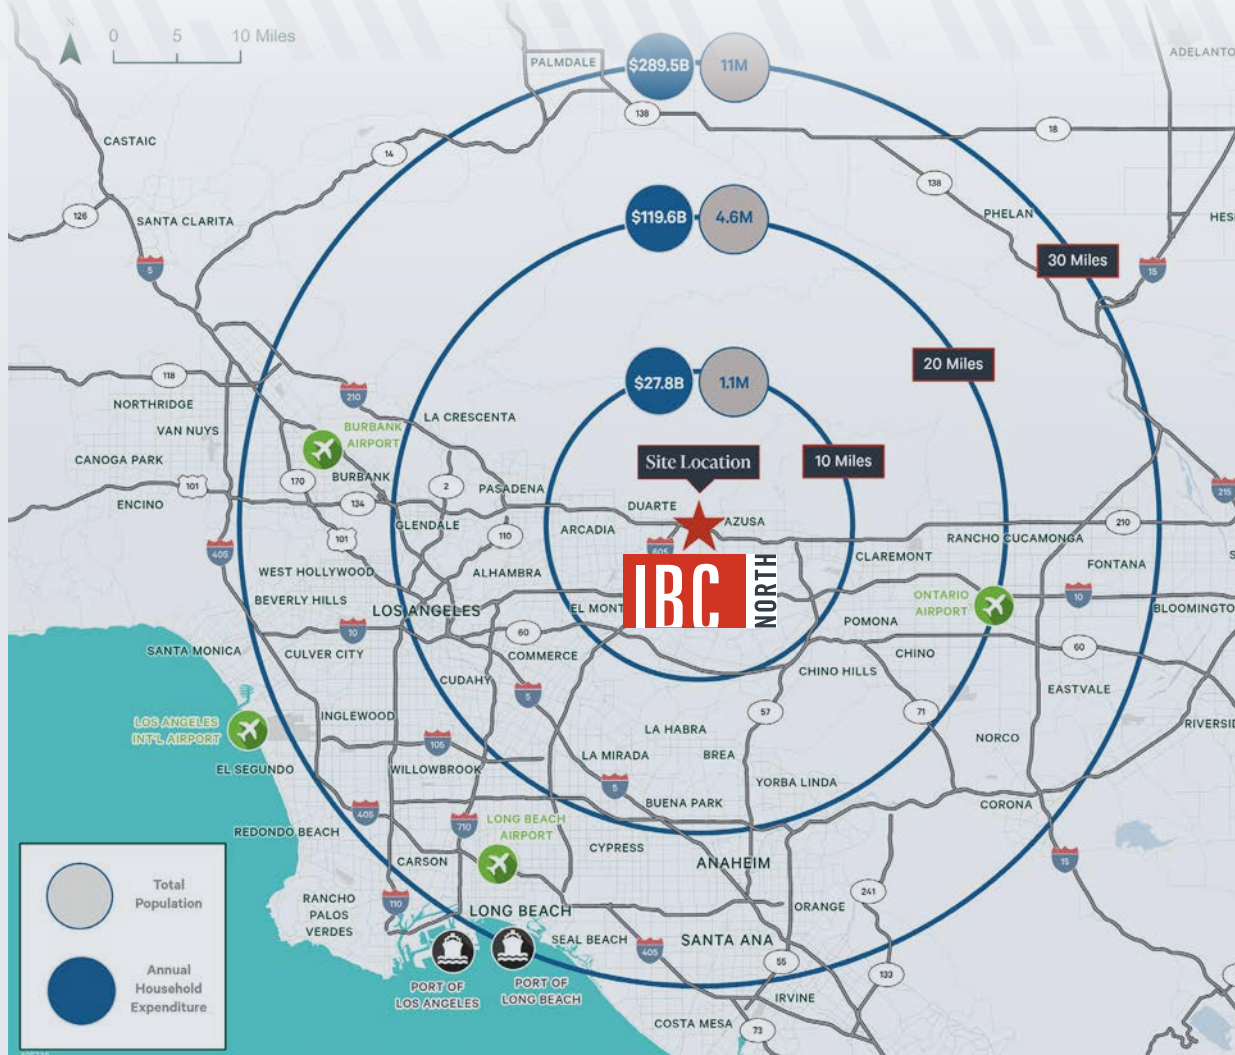 N
0 5 10 Miles
PALMDALE
$289.5B
11M
ADELANTO
138
18
CASTAIC
14
138
126
SANTA CLARITA
$119.6B
4.6M
PHELAN
HES
5
30 Miles
15
20 Miles
118
$27.8B
1.1M
210
NORTHRIDGE
LA CRESCENTA
VAN NUYS
BURBANK
AIRPORT
CANOGA PARK
Site Location
10 Miles
101
170
BURBANK
2
PASADENA
215
ENCINO
134
DUARTE
GLENDALE
ARCADIA
AZUSA
210
101
110
RANCHO CUCAMONGA
405
605
CLAREMONT
FONTANA
WEST HOLLYWOOD
ALHAMBRA
IBC
NORTH
BEVERLY HILLS
LOS ANGELES
EL MONT
ONTARIO
AIRPORT
10
BLOOMINGTO
POMONA
10
60
SANTA MONICA
CULVER CITY
COMMERCE
CHINO
60
CUDAHY
CHINO HILLS
5
EASTVALE
LOS ANGELES
INT'L AIRPORT
INGLEWOOD
57
71
RIVERSID
105
LA HABRA
NORCO
LA MIRADA
BREA
EL SEGUNDO
WILLOWBROOK
5
YORBA LINDA
405
BUENA PARK
CORONA
710
LONG BEACH
AIRPORT
REDONDO BEACH
CYPRESS
15
CARSON
ANAHEIM
Total
Population
241
RANCHO
PALOS
VERDES
110
LONG BEACH
ORANGE
SEAL BEACH
405
SANTA ANA
55
Annual
Household
Expenditure
133
PORT OF
LOS ANGELES
PORT OF
LONG BEACH
IRVINE
COSTA MESA
73